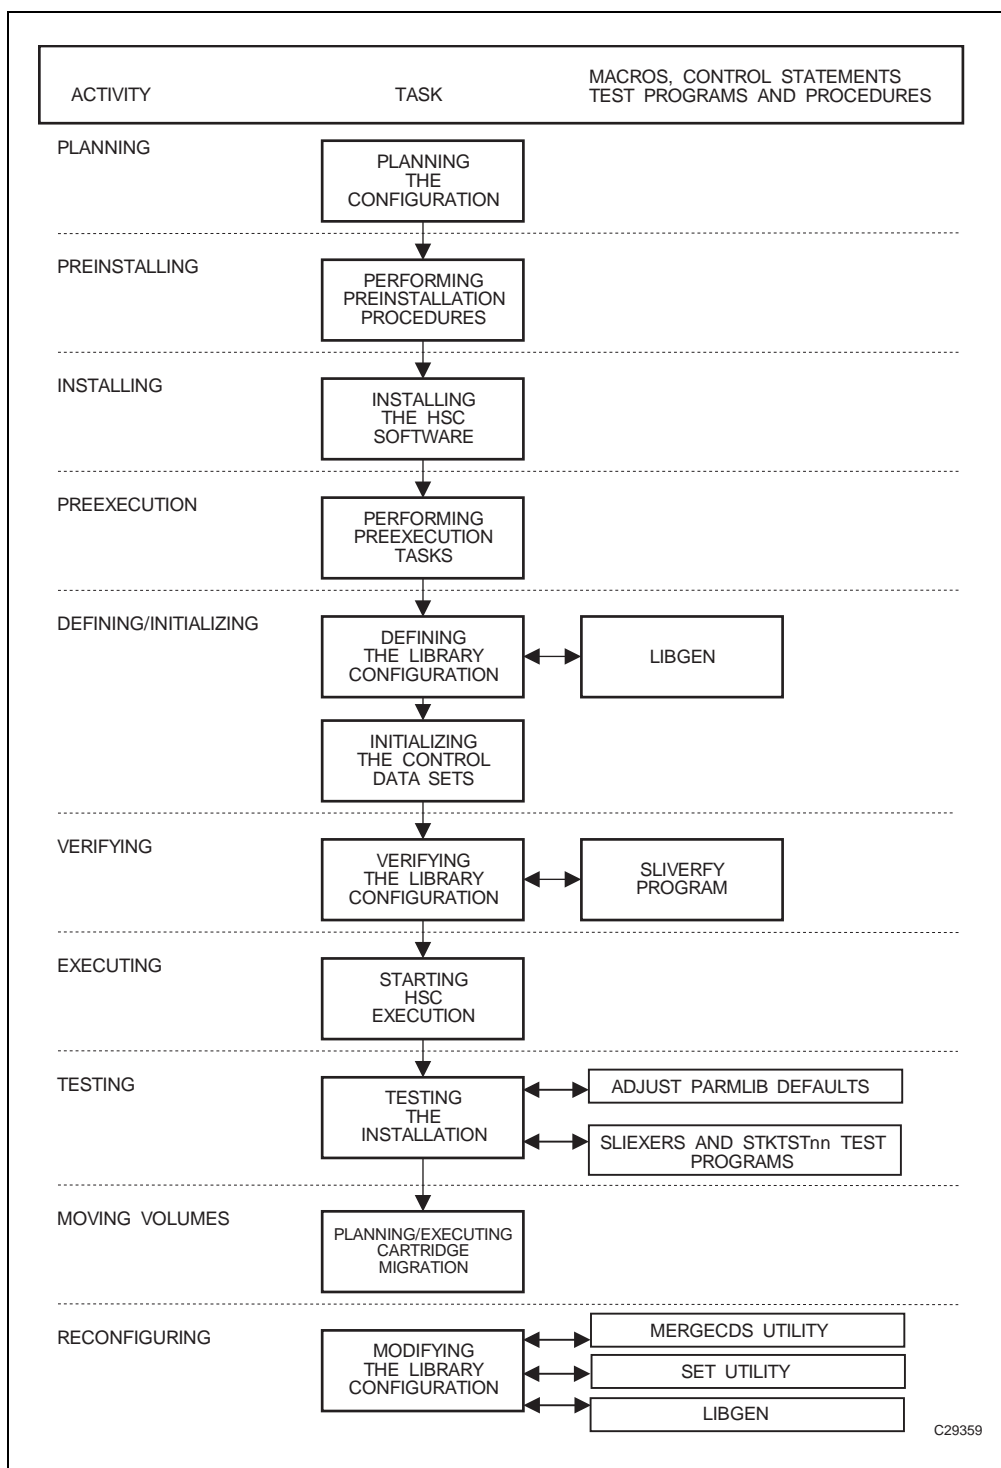 ACTIVITY
TASK
MACROS, CONTROL STATEMENTS
TEST PROGRAMS AND PROCEDURES
PLANNING
PLANNING
THE
CONFIGURATION
PREINSTALLING
PERFORMING
PREINSTALLATION
PROCEDURES
INSTALLING
INSTALLING
THE HSC
SOFTWARE
PREEXECUTION
PERFORMING
PREEXECUTION
TASKS
DEFINING/INITIALIZING
DEFINING
THE LIBRARY
CONFIGURATION
LIBGEN
INITIALIZING
THE CONTROL
DATA SETS
VERIFYING
VERIFYING
THE LIBRARY
CONFIGURATION
SLIVERFY
PROGRAM
EXECUTING
STARTING
HSC
EXECUTION
TESTING
TESTING
THE
INSTALLATION
ADJUST PARMLIB DEFAULTS
SLIEXERS AND STKTSTnn TEST
PROGRAMS
MOVING VOLUMES
PLANNING/EXECUTING
CARTRIDGE
MIGRATION
RECONFIGURING
MODIFYING
THE LIBRARY
CONFIGURATION
MERGECDS UTILITY
SET UTILITY
LIBGEN
C29359